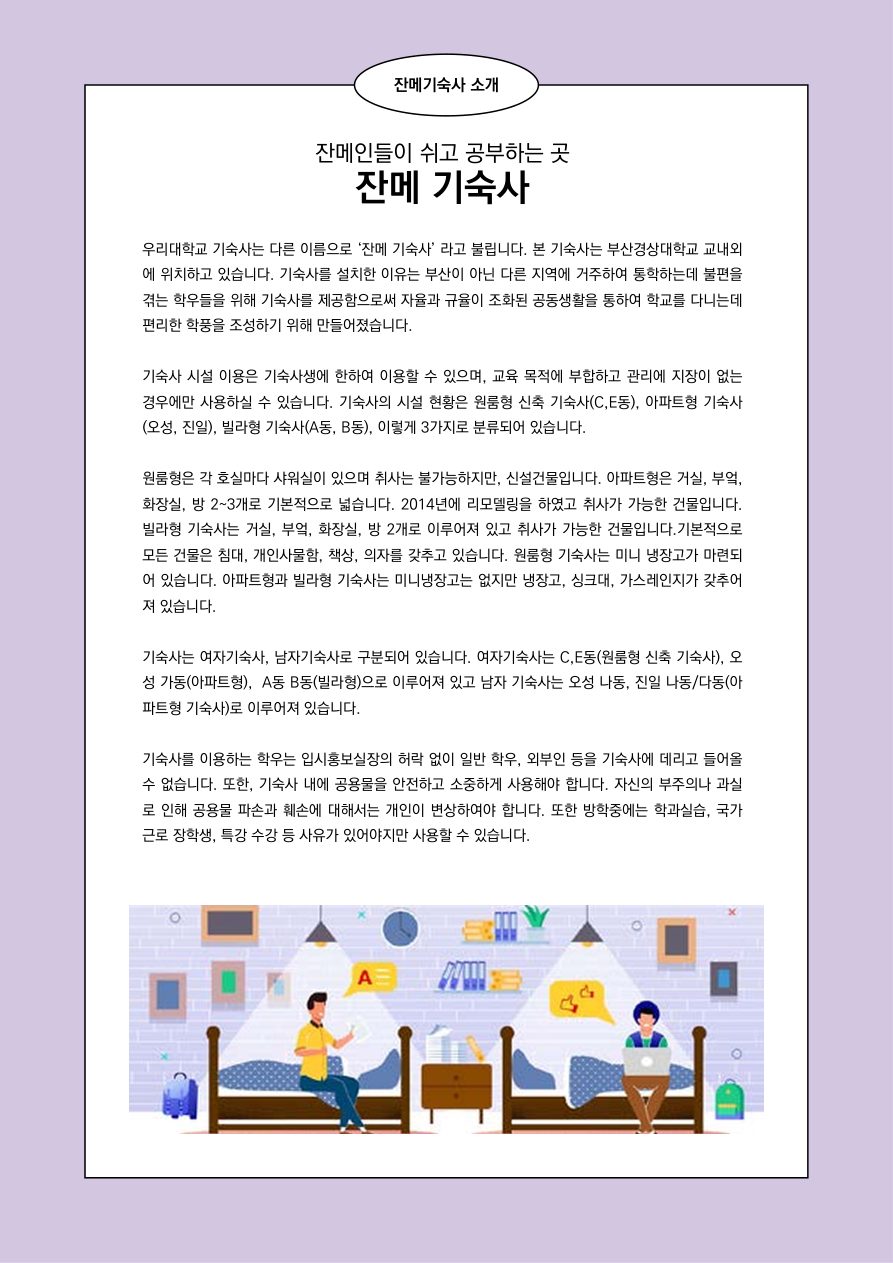 잔메기숙사 소개
잔메인들이 쉬고 공부하는 곳
잔메 기숙사
우리대학교 기숙사는 다른 이름으로 ‘잔메 기숙사’ 라고 불립니다. 본 기숙사는 부산경상대학교 교내외
에 위치하고 있습니다. 기숙사를 설치한 이유는 부산이 아닌 다른 지역에 거주하여 통학하는데 불편을
겪는 학우들을 위해 기숙사를 제공함으로써 자율과 규율이 조화된 공동생활을 통하여 학교를 다니는데
편리한 학풍을 조성하기 위해 만들어졌습니다.
기숙사 시설 이용은 기숙사생에 한하여 이용할 수 있으며, 교육 목적에 부합하고 관리에 지장이 없는
경우에만 사용하실 수 있습니다. 기숙사의 시설 현황은 원룸형 신축 기숙사(C,E동), 아파트형 기숙사
(오성, 진일), 빌라형 기숙사(A동, B동), 이렇게 3가지로 분류되어 있습니다.
원룸형은 각 호실마다 샤워실이 있으며 취사는 불가능하지만, 신설건물입니다. 아파트형은 거실, 부엌,
화장실, 방 2~3개로 기본적으로 넓습니다. 2014년에 리모델링을 하였고 취사가 가능한 건물입니다.
빌라형 기숙사는 거실, 부엌, 화장실, 방 2개로 이루어져 있고 취사가 가능한 건물입니다.기본적으로
모든 건물은 침대, 개인사물함, 책상, 의자를 갖추고 있습니다. 원룸형 기숙사는 미니 냉장고가 마련되
어 있습니다. 아파트형과 빌라형 기숙사는 미니냉장고는 없지만 냉장고, 싱크대, 가스레인지가 갖추어
져 있습니다.
기숙사는 여자기숙사, 남자기숙사로 구분되어 있습니다. 여자기숙사는 C,E동(원룸형 신축 기숙사), 오
성 가동(아파트형),  A동 B동(빌라형)으로 이루어져 있고 남자 기숙사는 오성 나동, 진일 나동/다동(아
파트형 기숙사)로 이루어져 있습니다.
기숙사를 이용하는 학우는 입시홍보실장의 허락 없이 일반 학우, 외부인 등을 기숙사에 데리고 들어올
수 없습니다. 또한, 기숙사 내에 공용물을 안전하고 소중하게 사용해야 합니다. 자신의 부주의나 과실
로 인해 공용물 파손과 훼손에 대해서는 개인이 변상하여야 합니다. 또한 방학중에는 학과실습, 국가
근로 장학생, 특강 수강 등 사유가 있어야지만 사용할 수 있습니다.
A